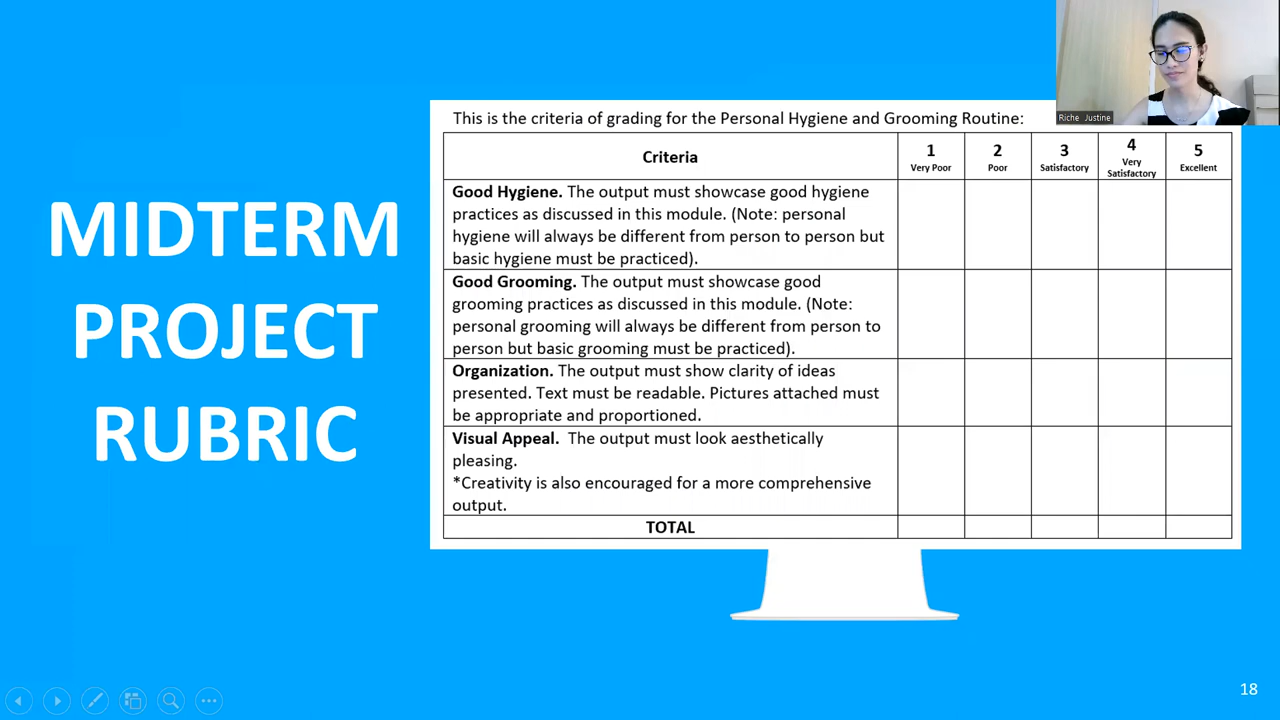 MIDTERM
PROJECT
RUBRIC
Riche Justine
This is the criteria of grading for the Personal Hygiene and Grooming Routine:
Criteria
1
Very Poor
2
Poor
3
Satisfactory
4
Very
Satisfactory
5
Excellent
Good Hygiene. The output must showcase good hygiene
practices as discussed in this module. (Note: personal
hygiene will always be different from person to person but
basic hygiene must be practiced).
Good Grooming. The output must showcase good
grooming practices as discussed in this module. (Note:
personal grooming will always be different from person to
person but basic grooming must be practiced).
Organization. The output must show clarity of ideas
presented. Text must be readable. Pictures attached must
be appropriate and proportioned.
Visual Appeal. The output must look aesthetically
pleasing.
*Creativity is also encouraged for a more comprehensive
output.
TOTAL
18